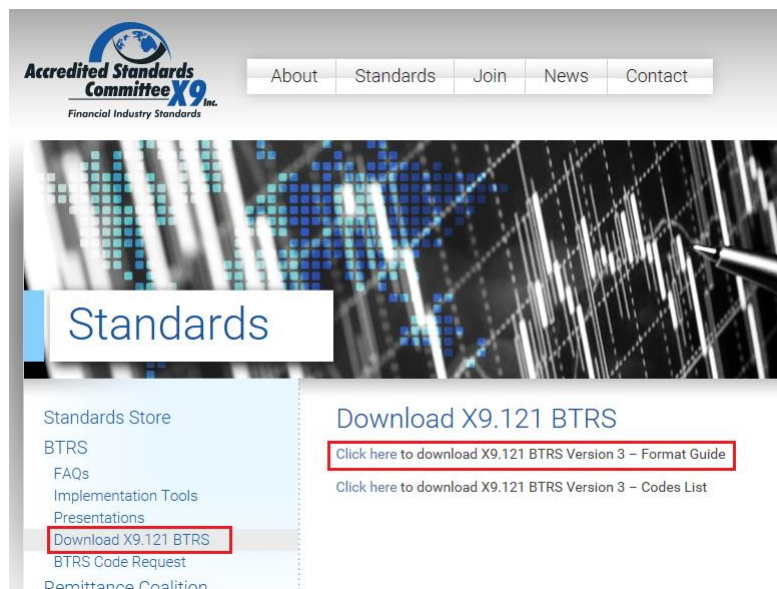 Accredited Standards
Committee X9 Inc.
Financial Industry Standards
About Standards Join News Contact
Standards
Standards Store
BTRS
FAQs
Implementation Tools
Presentations
Download X9.121 BTRS
BTRS Code Request
Remittance Coalition
Download X9.121 BTRS
Click here to download X9.121 BTRS Version 3 – Format Guide
Click here to download X9.121 BTRS Version 3 – Codes List